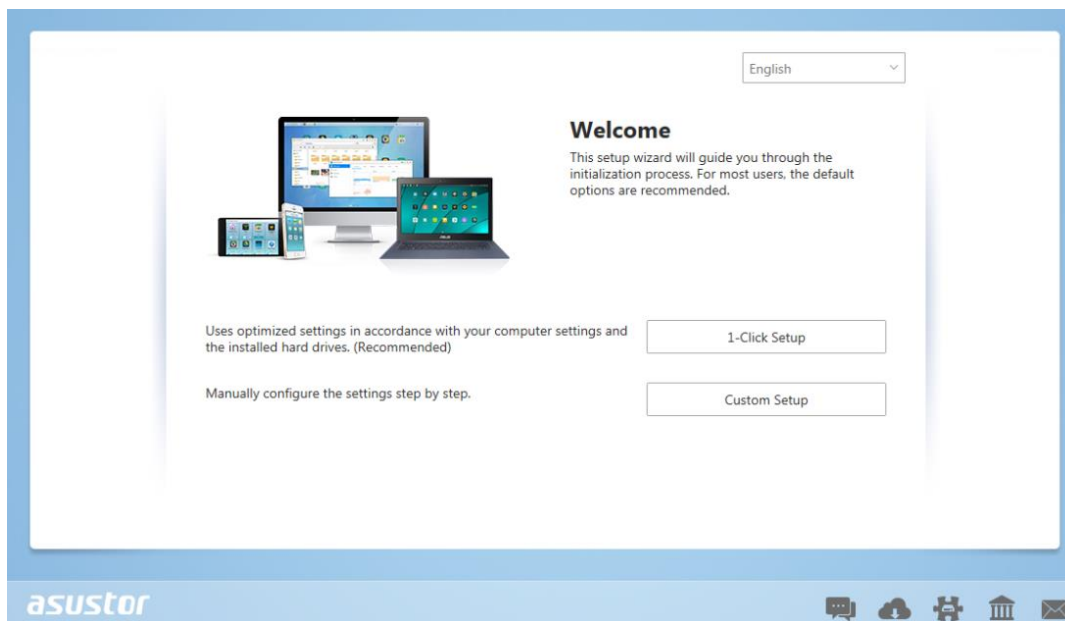 English
Welcome
This setup wizard will guide you through the
initialization process. For most users, the default
options are recommended.
Uses optimized settings in accordance with your computer settings and
the installed hard drives. (Recommended)
1-Click Setup
Manually configure the settings step by step.
Custom Setup
asustor